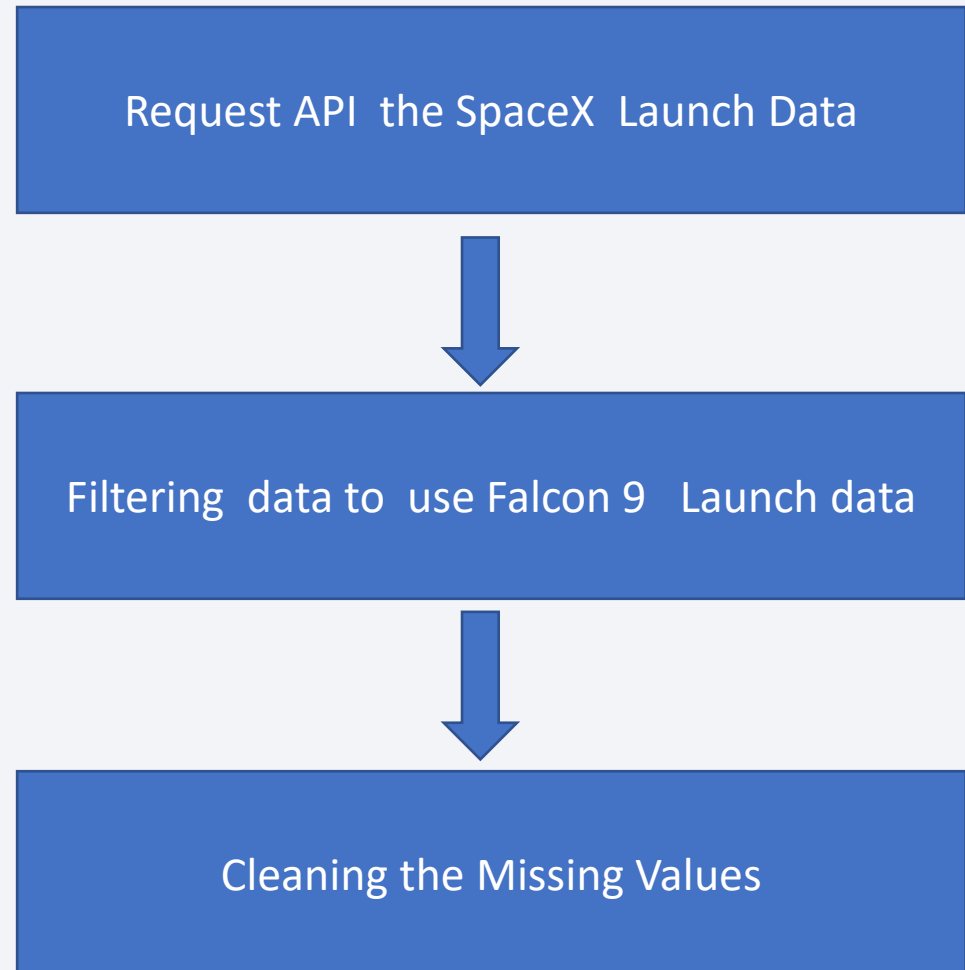 Request API  the SpaceX  Launch Data
Filtering  data to  use Falcon 9   Launch data
Cleaning the Missing Values